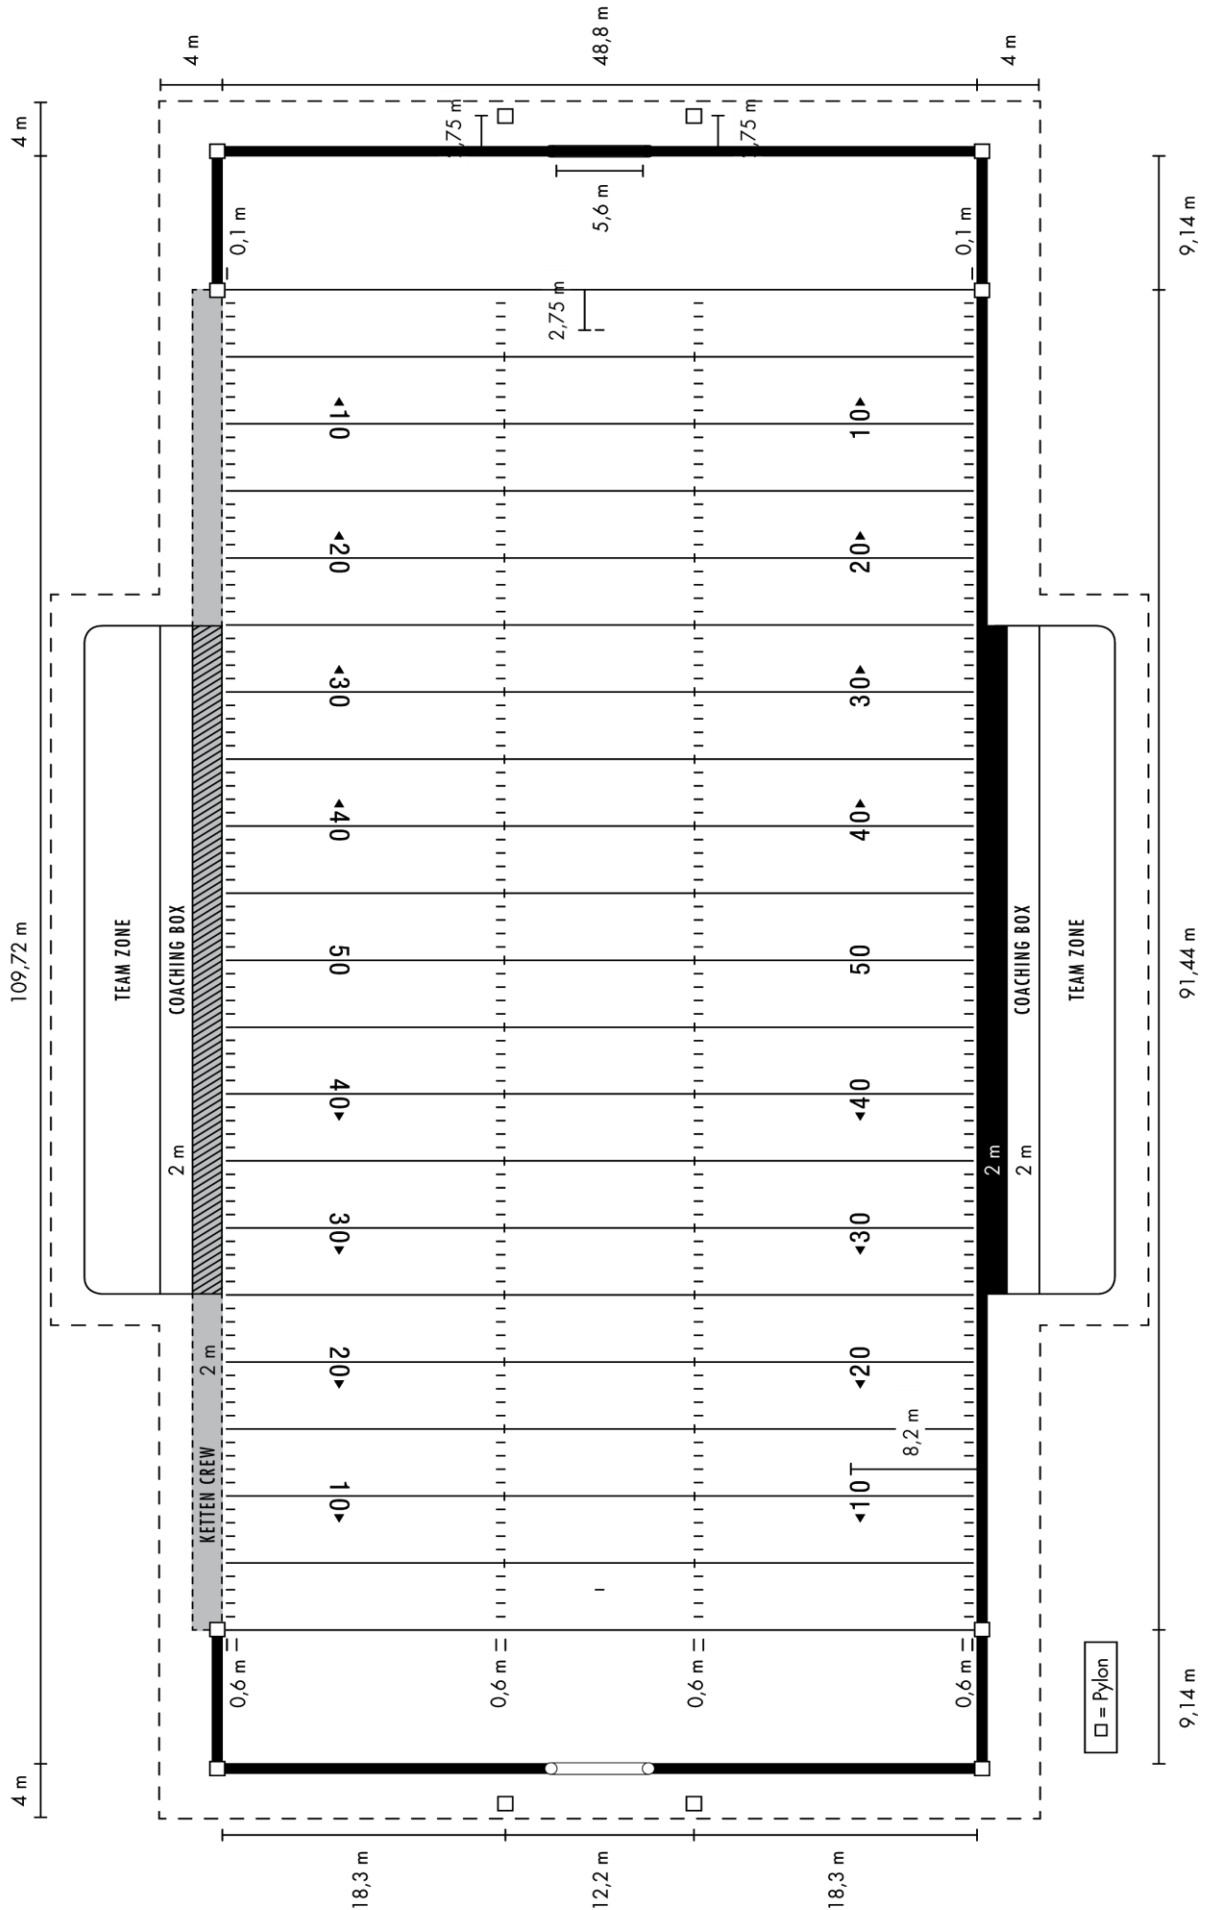 4 m
48,8 m
4 m
4 m
109,72 m
4 m
9,14 m
91,44 m
9,14 m
,75 m
,75 m
5,6 m
0,1 m
0,1 m
2,75 m
◄10
10►
◄20
20►
◄30
30►
◄40
40►
50
50
40►
◄40
30►
◄30
20►
◄20
10►
◄10
TEAM ZONE
COACHING BOX
2 m
COACHING BOX
TEAM ZONE
2 m
2 m
KETTEN CREW
2 m
8,2 m
0,6 m
0,6 m
0,6 m
0,6 m
= Pylon
18,3 m
12,2 m
18,3 m